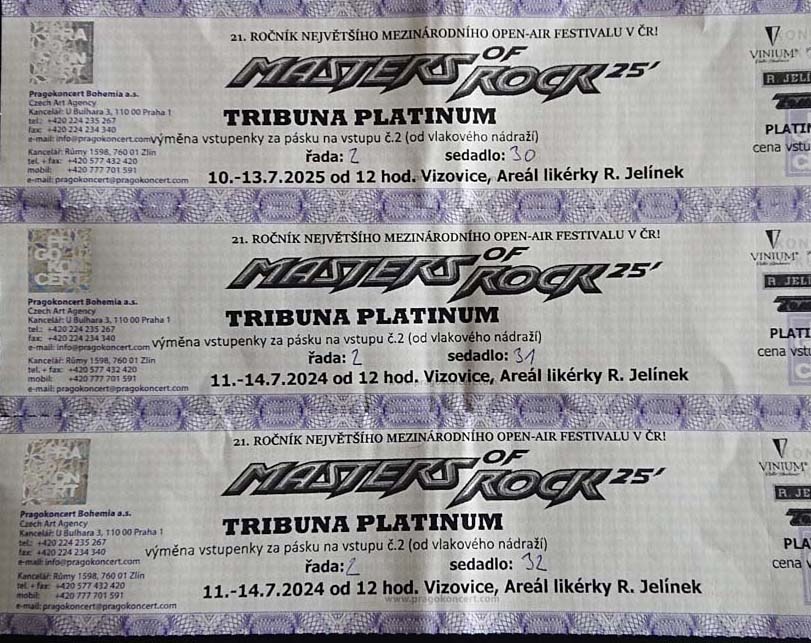 21. ROČNÍK NEJVĚTŠÍHO MEZINÁRODNÍHO OPEN-AIR FESTIVALU V ČR!
MASTERS OF ROCK 25'
TRIBUNA PLATINUM
výměna vstupenky za pásku na vstupu č.2 (od vlakového nádraží)
řada: 2 sedadlo: 30
10.-13.7.2025 od 12 hod. Vizovice, Areál likérky R. Jelínek
Pragokoncert Bohemia a.s.
Czech Art Agency
Kancelář: U Bulhara 3, 110 00 Praha 1
tel.: +420 224 235 267
fax: +420 224 234 340
e-mail: info@pragokoncert.com
Kancelář: Růmy 1598, 760 01 Zlín
tel. + fax: +420 577 432 420
mobil: +420 777 701 591
e-mail: pragokoncert@pragokoncert.com
VINIUM
R. JELÍ
PLATI
cena vstu
21. ROČNÍK NEJVĚTŠÍHO MEZINÁRODNÍHO OPEN-AIR FESTIVALU V ČR!
MASTERS OF ROCK 25'
TRIBUNA PLATINUM
výměna vstupenky za pásku na vstupu č.2 (od vlakového nádraží)
řada: 2 sedadlo: 31
11.-14.7.2024 od 12 hod. Vizovice, Areál likérky R. Jelínek
PRA
GO
KON
CERT
Pragokoncert Bohemia a.s.
Czech Art Agency
Kancelář: U Bulhara 3, 110 00 Praha 1
tel.: +420 224 235 267
fax: +420 224 234 340
e-mail: info@pragokoncert.com
Kancelář: Růmy 1598, 760 01 Zlín
tel. + fax: +420 577 432 420
mobil: +420 777 701 591
e-mail: pragokoncert@pragokoncert.com
VINIUM
R. JELÍ
PLATI
cena vstu
21. ROČNÍK NEJVĚTŠÍHO MEZINÁRODNÍHO OPEN-AIR FESTIVALU V ČR!
MASTERS OF ROCK 25'
TRIBUNA PLATINUM
výměna vstupenky za pásku na vstupu č.2 (od vlakového nádraží)
řada: 2 sedadlo: 32
11.-14.7.2024 od 12 hod. Vizovice, Areál likérky R. Jelínek
www.pragokoncert.com
Pragokoncert Bohemia a.s.
Czech Art Agency
Kancelář: U Bulhara 3, 110 00 Praha 1
tel.: +420 224 235 267
fax: +420 224 234 340
e-mail: info@pragokoncert.com
Kancelář: Růmy 1598, 760 01 Zlín
tel. + fax: +420 577 432 420
mobil: +420 777 701 591
e-mail: pragokoncert@pragokoncert.com
VINIUM
R. JE
PLA
cena v